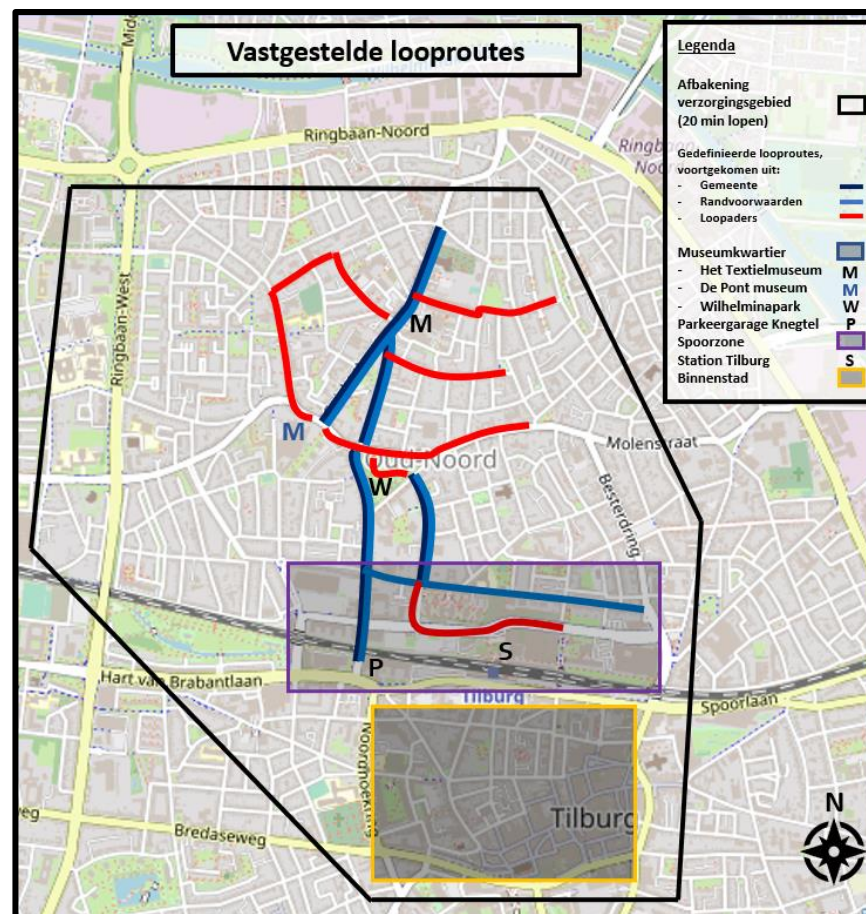 Vastgestelde looproutes
Legenda
Afbakening
verzorgingsgebied
(20 min lopen)
Gedefinieerde looproutes,
voortgekomen uit:
- Gemeente
- Randvoorwaarden
- Loopaders
Museumkwartier
- Het Textielmuseum M
- De Pont museum M
- Wilhelminapark W
Parkeergarage Knegtel P
Spoorzone
Station Tilburg S
Binnenstad
Ringbaan-Noord
Ringbaan-West
M
M
Molenstraat
Oud-Noord
W
Besterdring
S
P
Hart van Brabantlaan
Tilburg
Spoorlaan
Noordhoekring
Tilburg
Bredaseweg
N